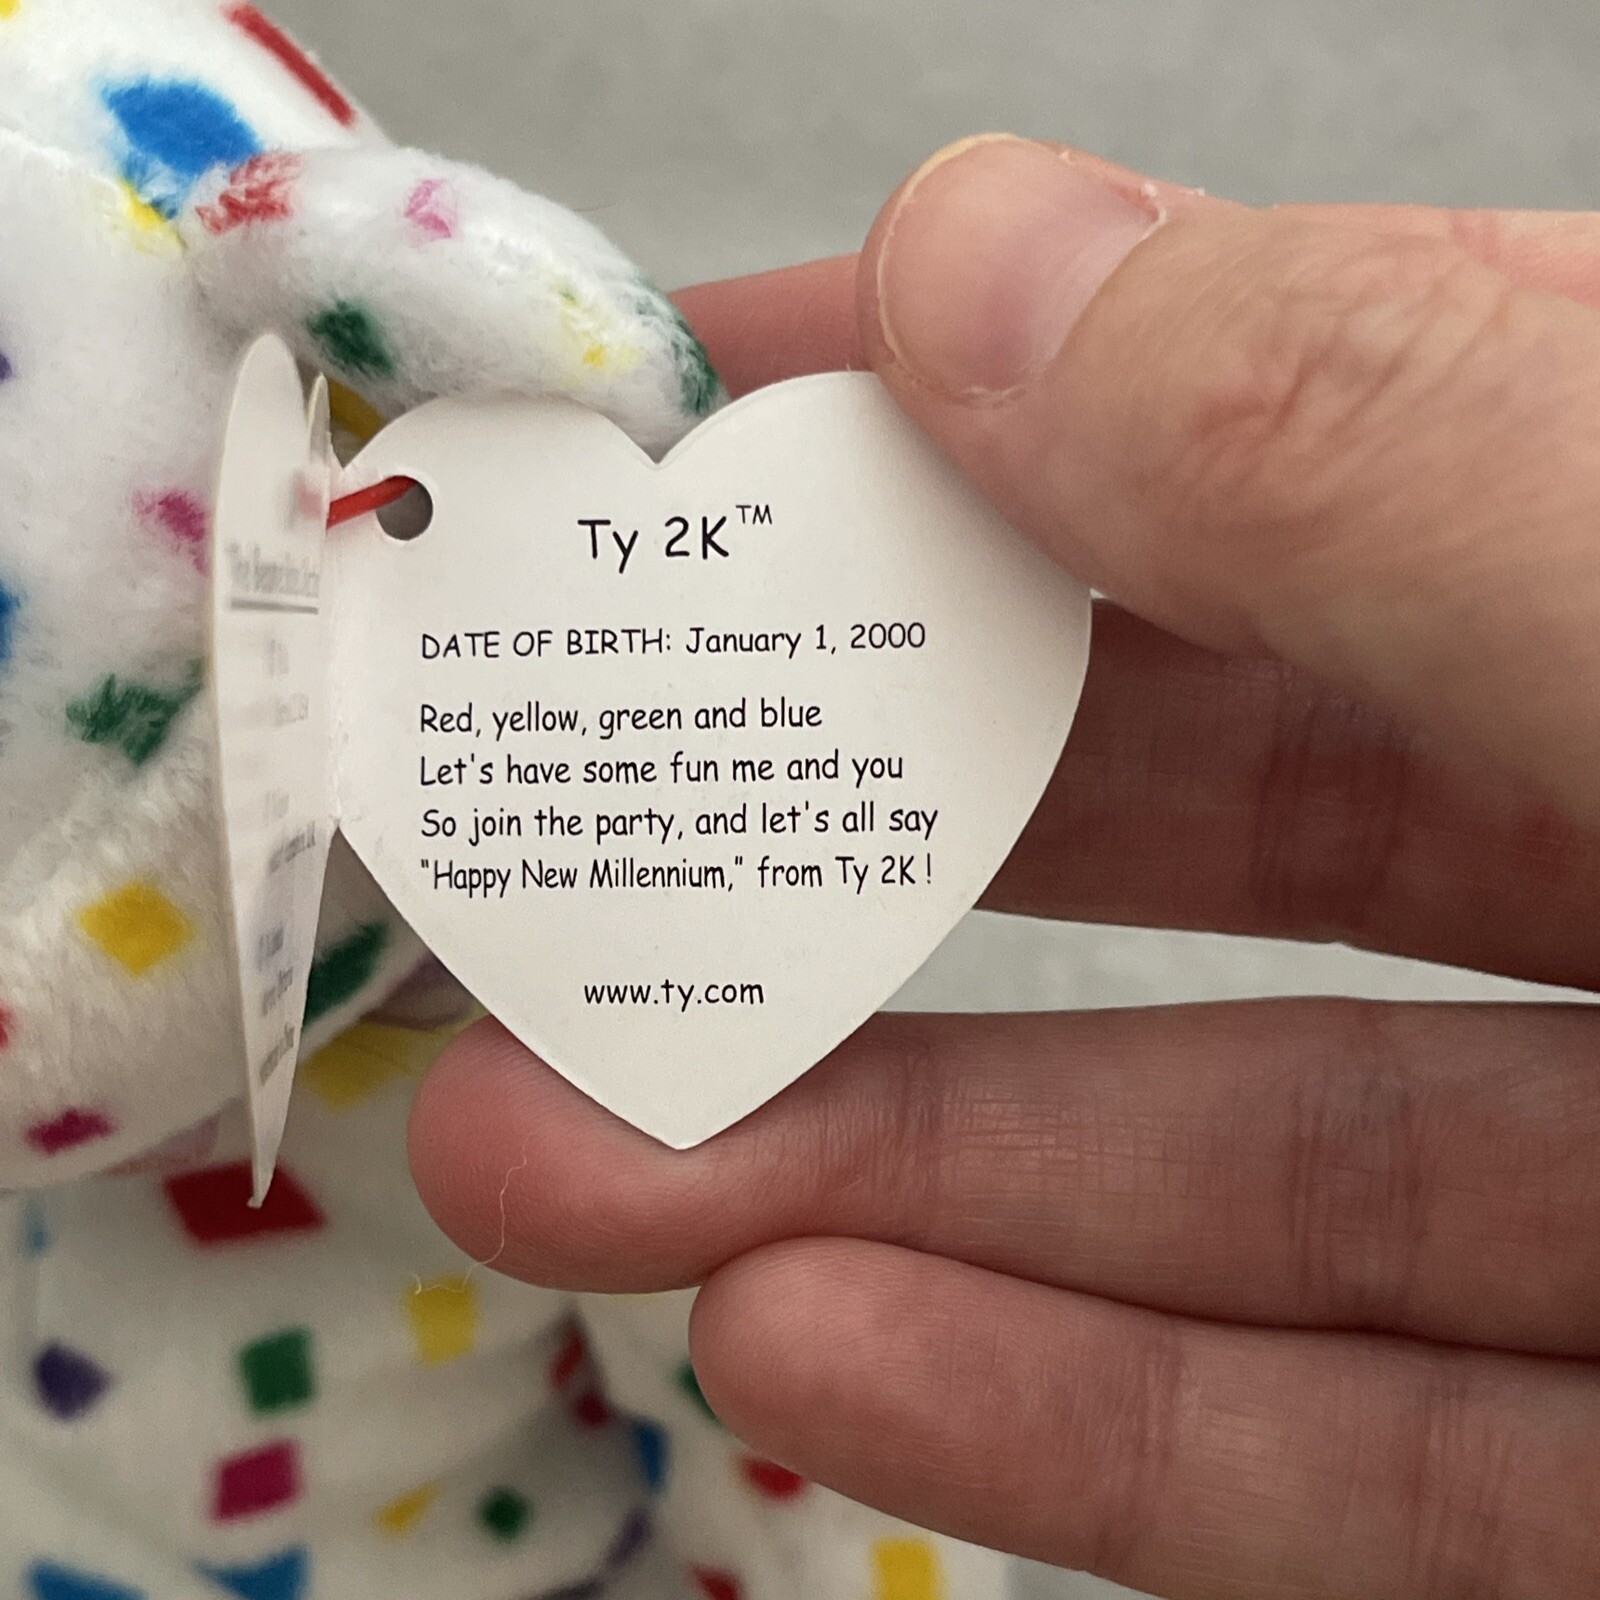 Ty 2K™
DATE OF BIRTH: January 1, 2000
Red, yellow, green and blue
Let's have some fun me and you
So join the party, and let's all say
"Happy New Millennium," from Ty 2K !
www.ty.com